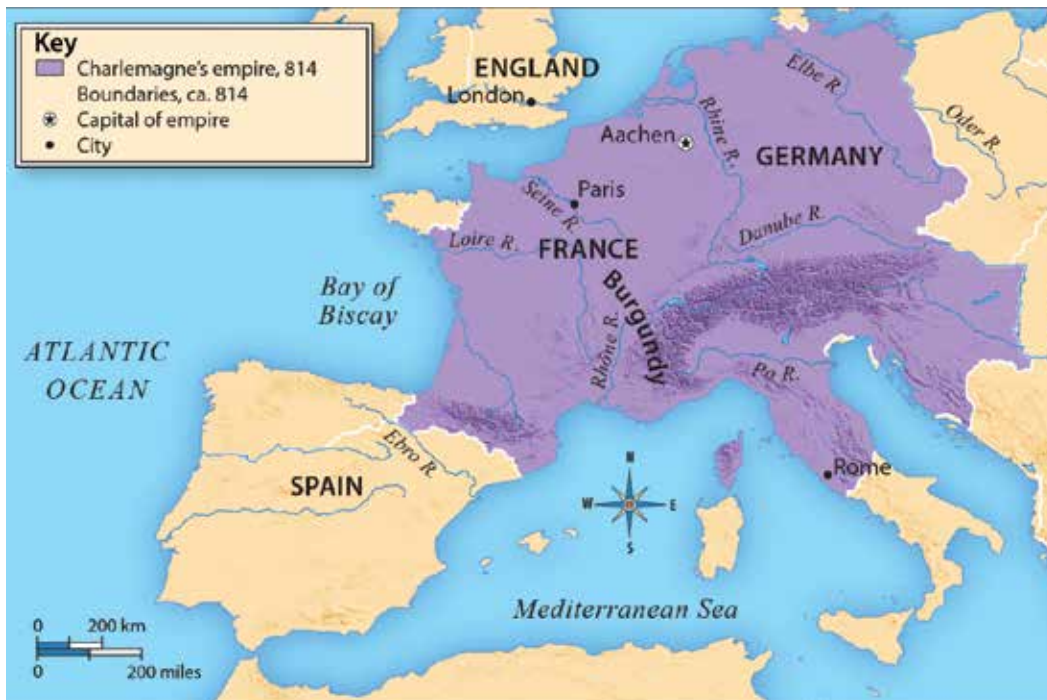 Key
Charlemagne's empire, 814
Boundaries, ca. 814
Capital of empire
City
ENGLAND
London
Elbe R.
Oder R.
Rhine R.
Aachen
GERMANY
Seine R.
Paris
Danube R.
Loire R.
FRANCE
Burgundy
Bay of
Biscay
ATLANTIC
OCEAN
Rhône R.
Po R.
Ebro R.
Rome
SPAIN
N
W
E
S
Mediterranean Sea
0 200 km
0 200 miles